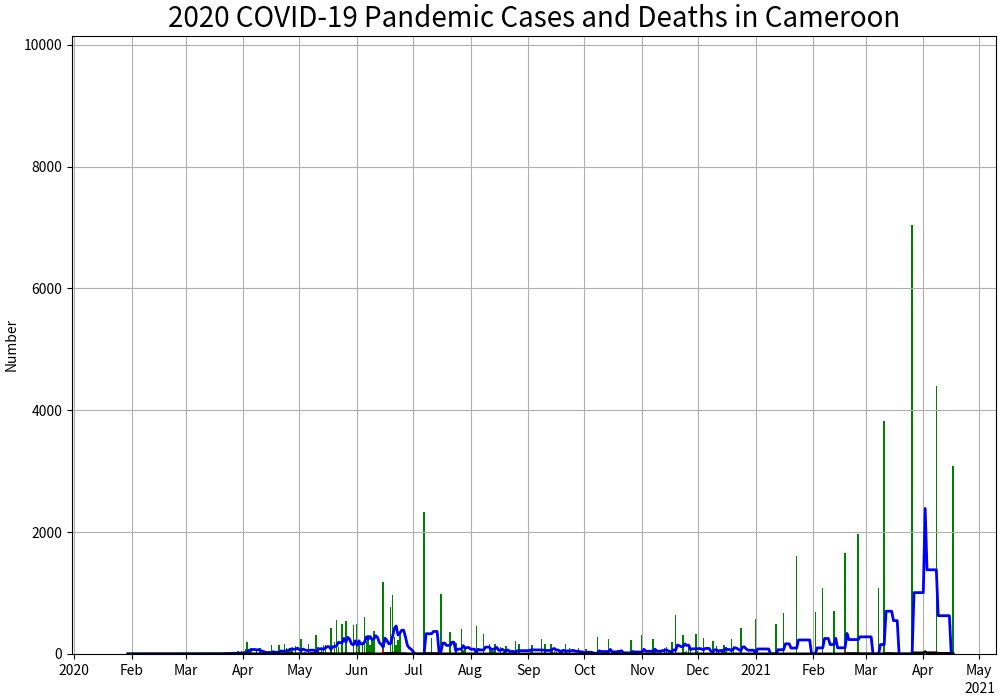 2020 COVID-19 Pandemic Cases and Deaths in Cameroon
10000
8000
6000
4000
2000
0
Number
2020 Feb Mar Apr May Jun Jul Aug Sep Oct Nov Dec 2021 Feb Mar Apr May
2021